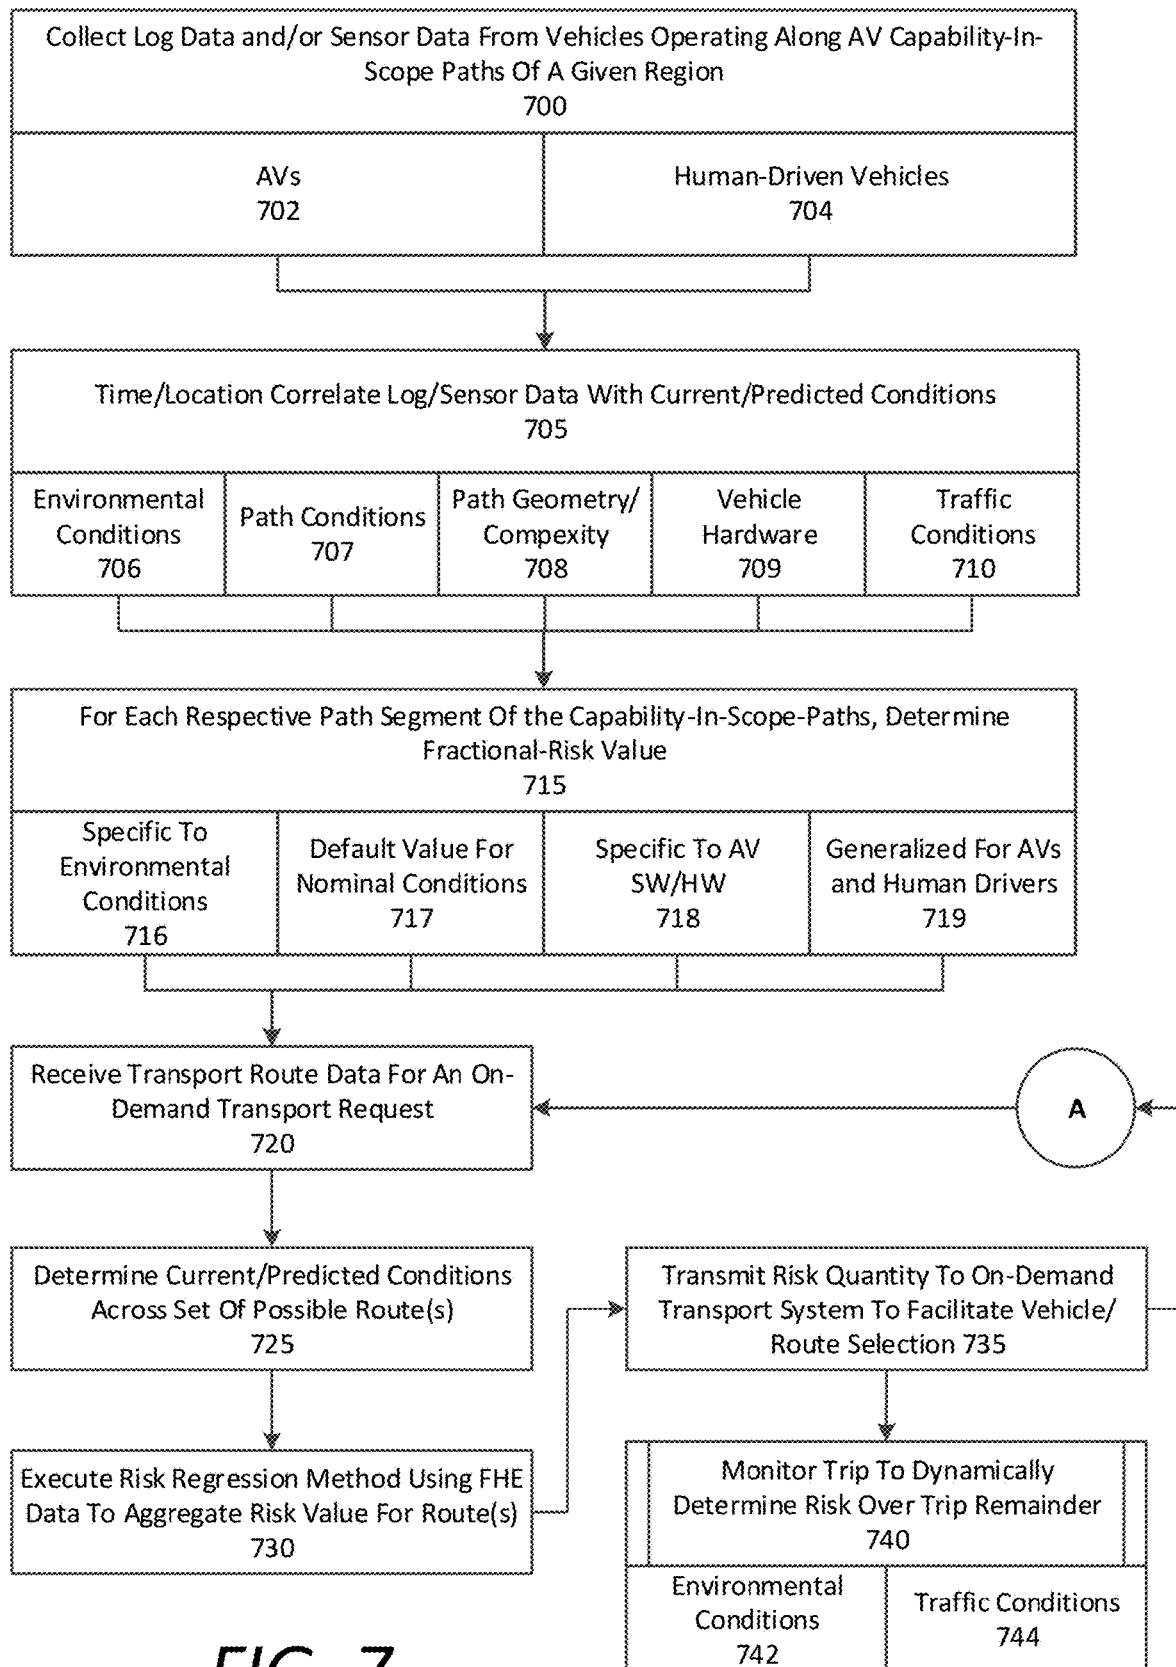 Collect Log Data and/or Sensor Data From Vehicles Operating Along AV Capability-In-
Scope Paths Of A Given Region
700
AVs
702
Human-Driven Vehicles
704
Time/Location Correlate Log/Sensor Data With Current/Predicted Conditions
705
Environmental
Conditions
706
Path Conditions
707
Path Geometry/
Compexity
708
Vehicle
Hardware
709
Traffic
Conditions
710
For Each Respective Path Segment Of the Capability-In-Scope-Paths, Determine
Fractional-Risk Value
715
Specific To
Environmental
Conditions
716
Default Value For
Nominal Conditions
717
Specific To AV
SW/HW
718
Generalized For AVs
and Human Drivers
719
Receive Transport Route Data For An On-
Demand Transport Request
720
A
Determine Current/Predicted Conditions
Across Set Of Possible Route(s)
725
Execute Risk Regression Method Using FHE
Data To Aggregate Risk Value For Route(s)
730
Transmit Risk Quantity To On-Demand
Transport System To Facilitate Vehicle/
Route Selection 735
Monitor Trip To Dynamically
Determine Risk Over Trip Remainder
740
Environmental
Conditions
742
Traffic Conditions
744
FIG. 7